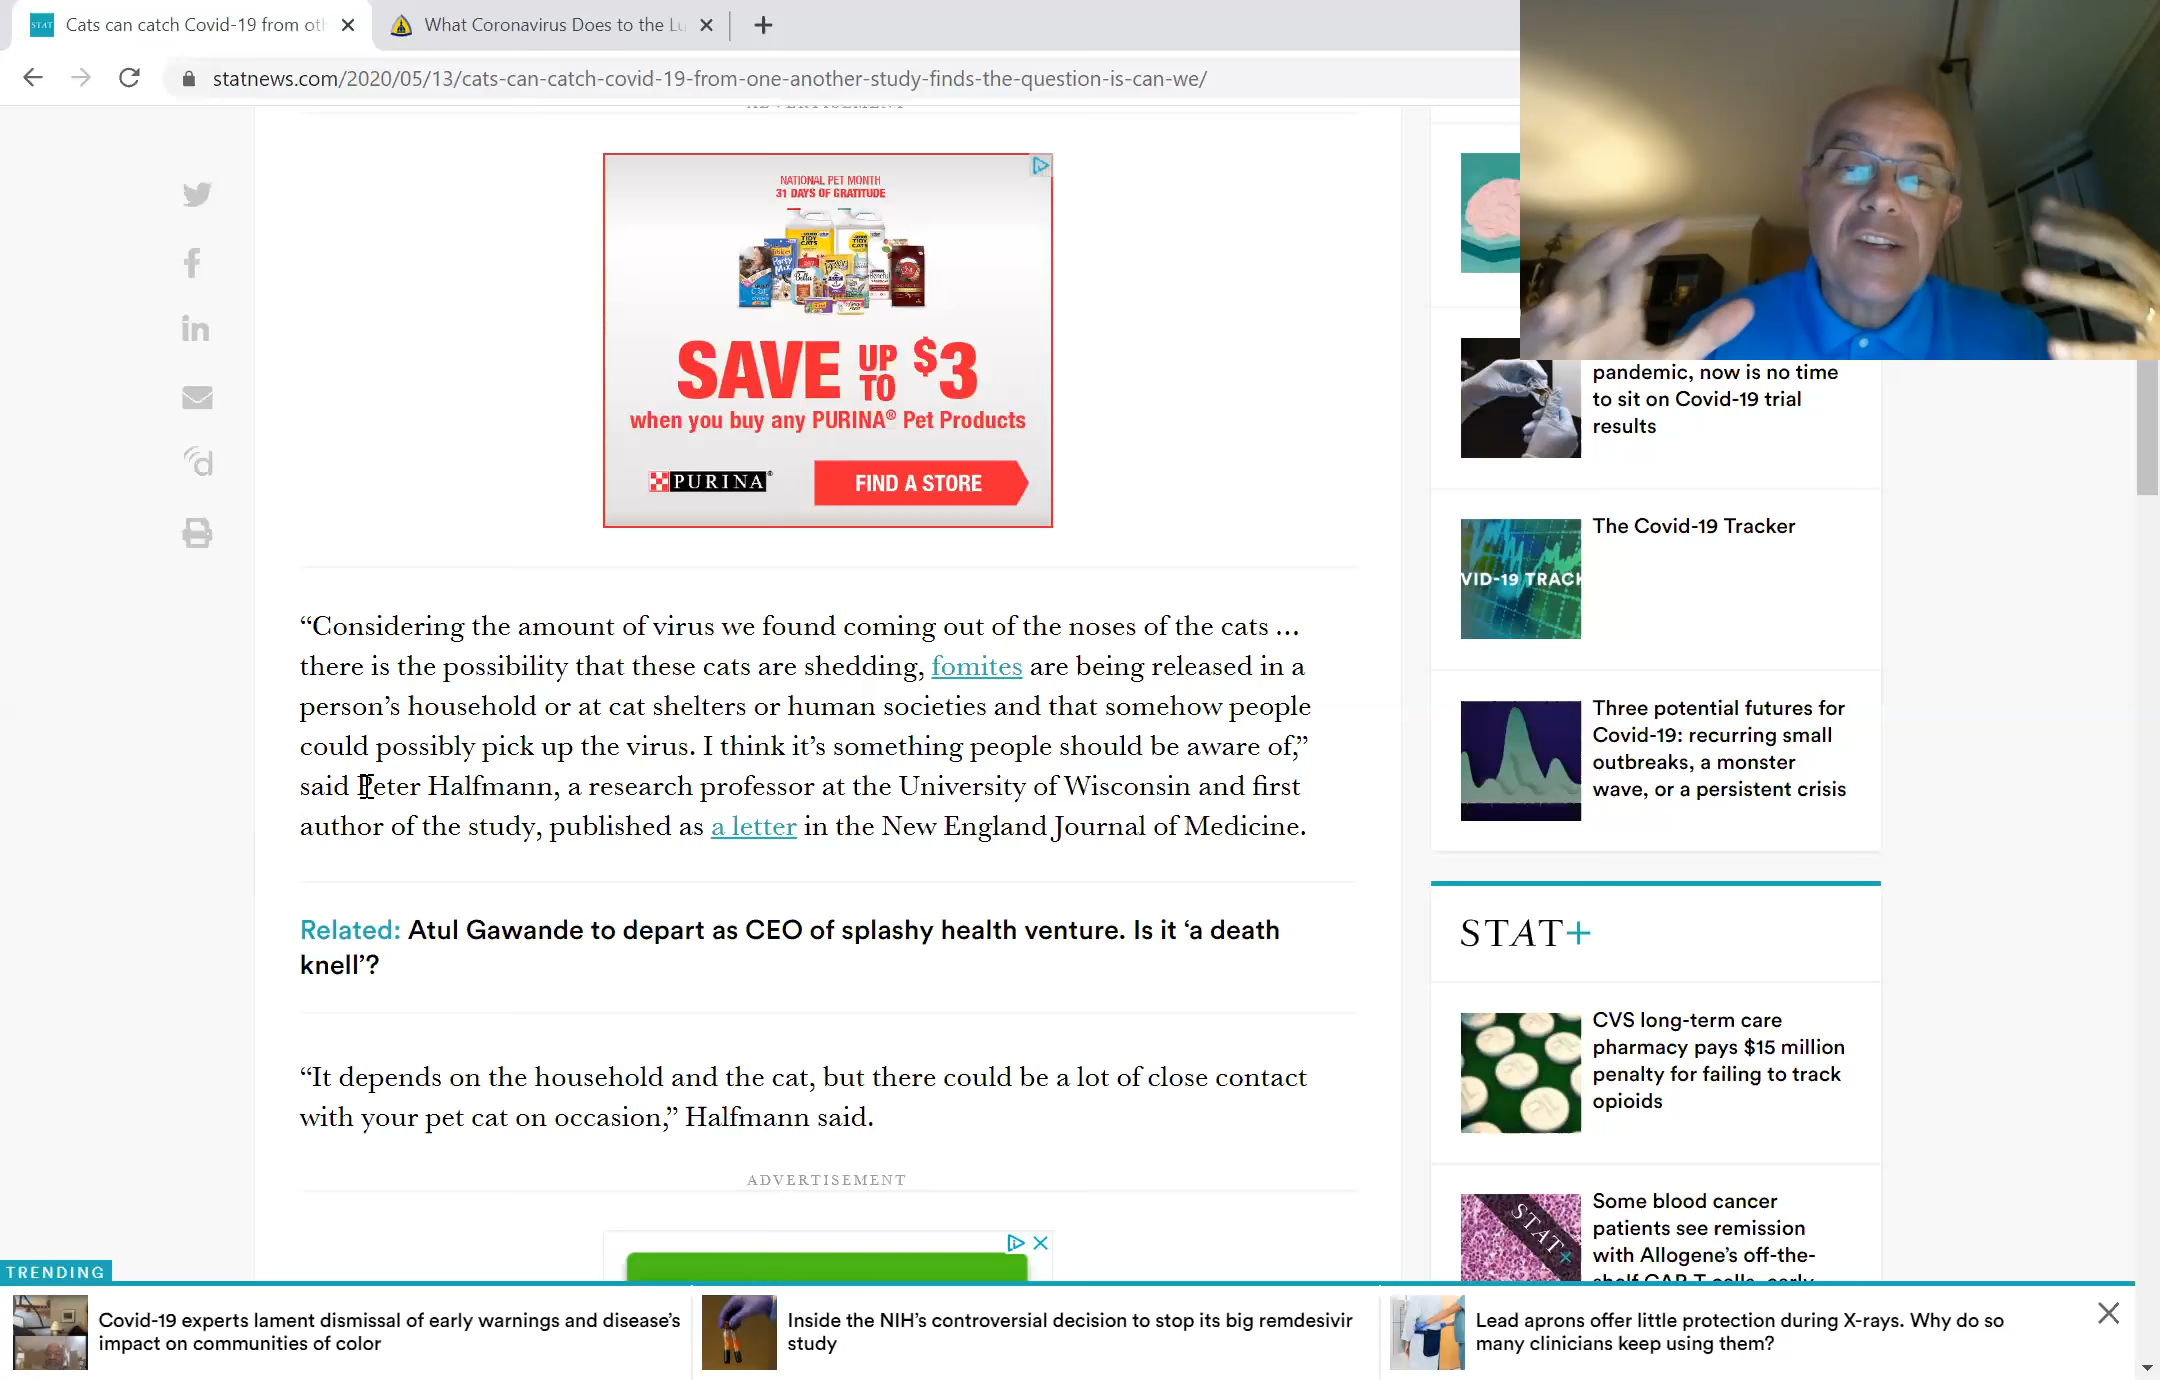 STAT
Cats can catch Covid-19 from oth
What Coronavirus Does to the Lu
statnews.com/2020/05/13/cats-can-catch-covid-19-from-one-another-study-finds-the-question-is-can-we/
ADVERTISEMENT
NATIONAL PET MONTH
31 DAYS OF GRATITUDE
TIDY CATS
Party Mix
Bella
Beneful
SAVE UP TO $3
when you buy any PURINA® Pet Products
PURINA®
FIND A STORE
“Considering the amount of virus we found coming out of the noses of the cats …
there is the possibility that these cats are shedding, fomites are being released in a
person’s household or at cat shelters or human societies and that somehow people
could possibly pick up the virus. I think it’s something people should be aware of,”
said Peter Halfmann, a research professor at the University of Wisconsin and first
author of the study, published as a letter in the New England Journal of Medicine.
Related: Atul Gawande to depart as CEO of splashy health venture. Is it ‘a death
knell’?
“It depends on the household and the cat, but there could be a lot of close contact
with your pet cat on occasion,” Halfmann said.
ADVERTISEMENT
pandemic, now is no time
to sit on Covid-19 trial
results
VID-19 TRACK
The Covid-19 Tracker
Three potential futures for
Covid-19: recurring small
outbreaks, a monster
wave, or a persistent crisis
STAT+
CVS long-term care
pharmacy pays $15 million
penalty for failing to track
opioids
STAT+
Some blood cancer
patients see remission
with Allogene’s off-the-
shelf CAR-T cells, early
TRENDING
Covid-19 experts lament dismissal of early warnings and disease’s
impact on communities of color
Inside the NIH’s controversial decision to stop its big remdesivir
study
Lead aprons offer little protection during X-rays. Why do so
many clinicians keep using them?